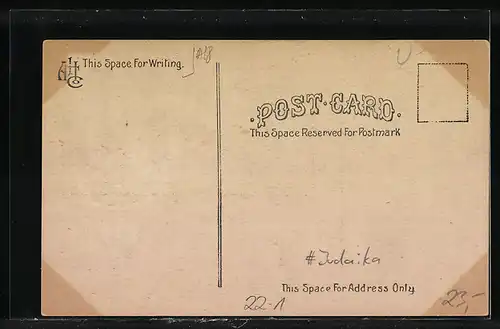 This Space For Writing.
POST·CARD.
This Space Reserved For Postmark
#Judaika
This Space For Address Only.
22-1
23,-